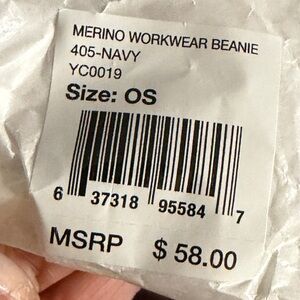 MERINO WORKWEAR BEANIE
405-NAVY
YC0019
Size: OS
6 37318 95584 7
MSRP $ 58.00